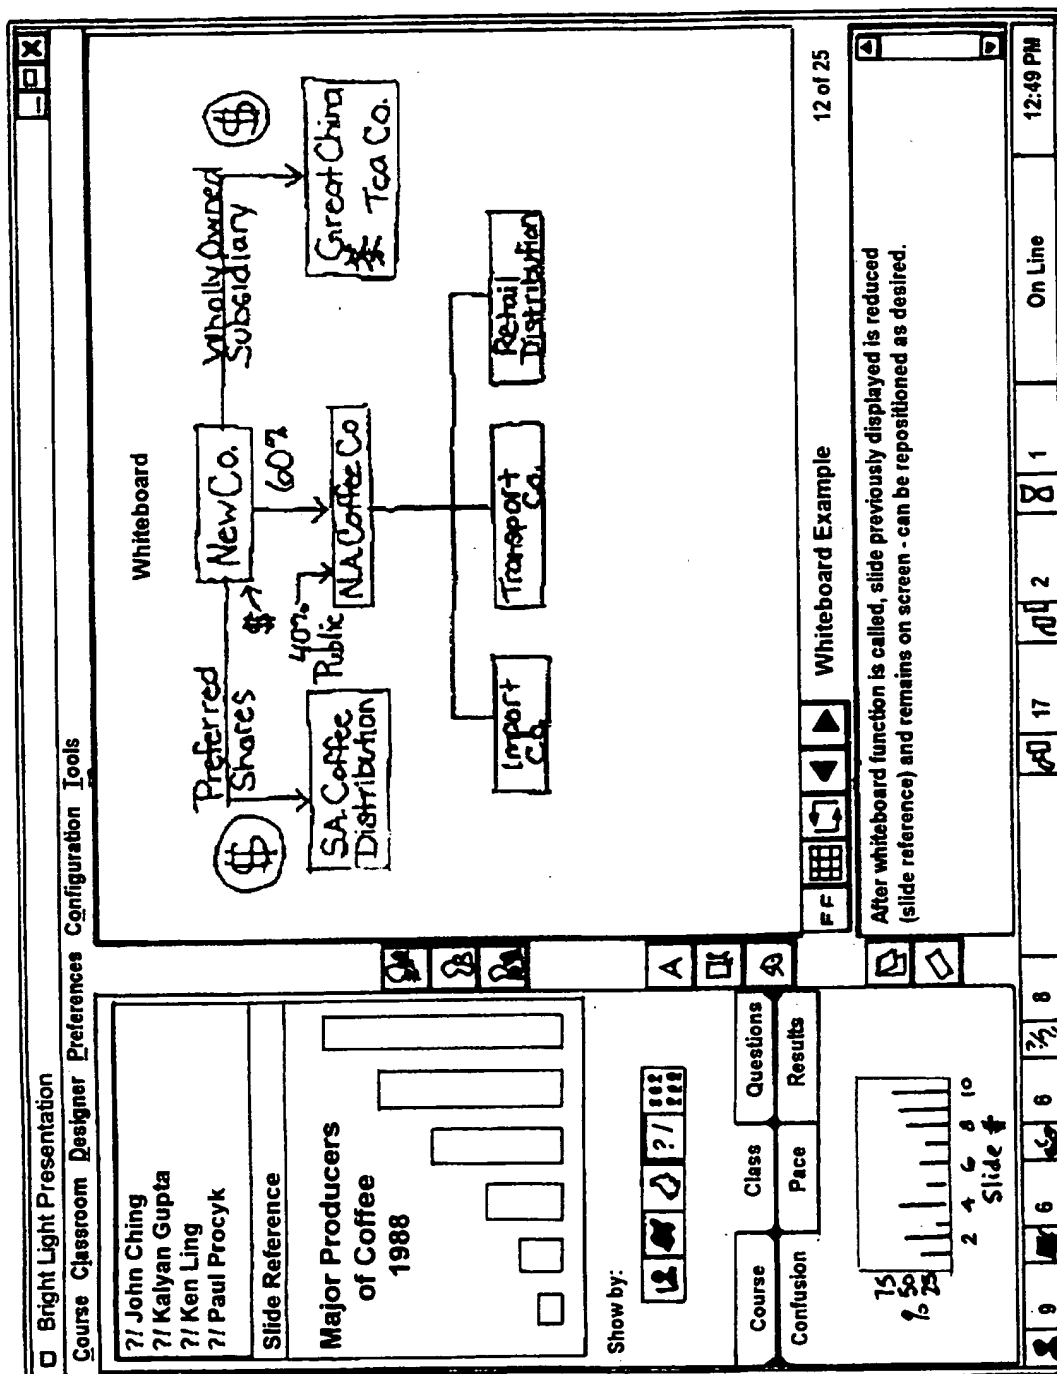 Bright Light Presentation
Course Classroom Designer Preferences Configuration Tools
?/ John Ching
?/ Kalyan Gupta
?/ Ken Ling
?/ Paul Procyk
Slide Reference
Major Producers
of Coffee
1988
Show by:
? /
Course Class Questions
Confusion Pace Results
75
50
% 25
2 4 6 8 10
Slide #
A
Whiteboard
Preferred
Shares
$
New Co.
$
60%
Wholly Owned
Subsidiary
$
S.A. Coffee
Distribution
40%
Public
N.A. Coffee Co
Great China
Tea Co.
Import
Co.
Transport
Co.
Retail
Distribution
FF
Whiteboard Example
12 of 25
After whiteboard function is called, slide previously displayed is reduced
(slide reference) and remains on screen - can be repositioned as desired.
9 6 6 ?/ 8 17 2 1 On Line 12:49 PM